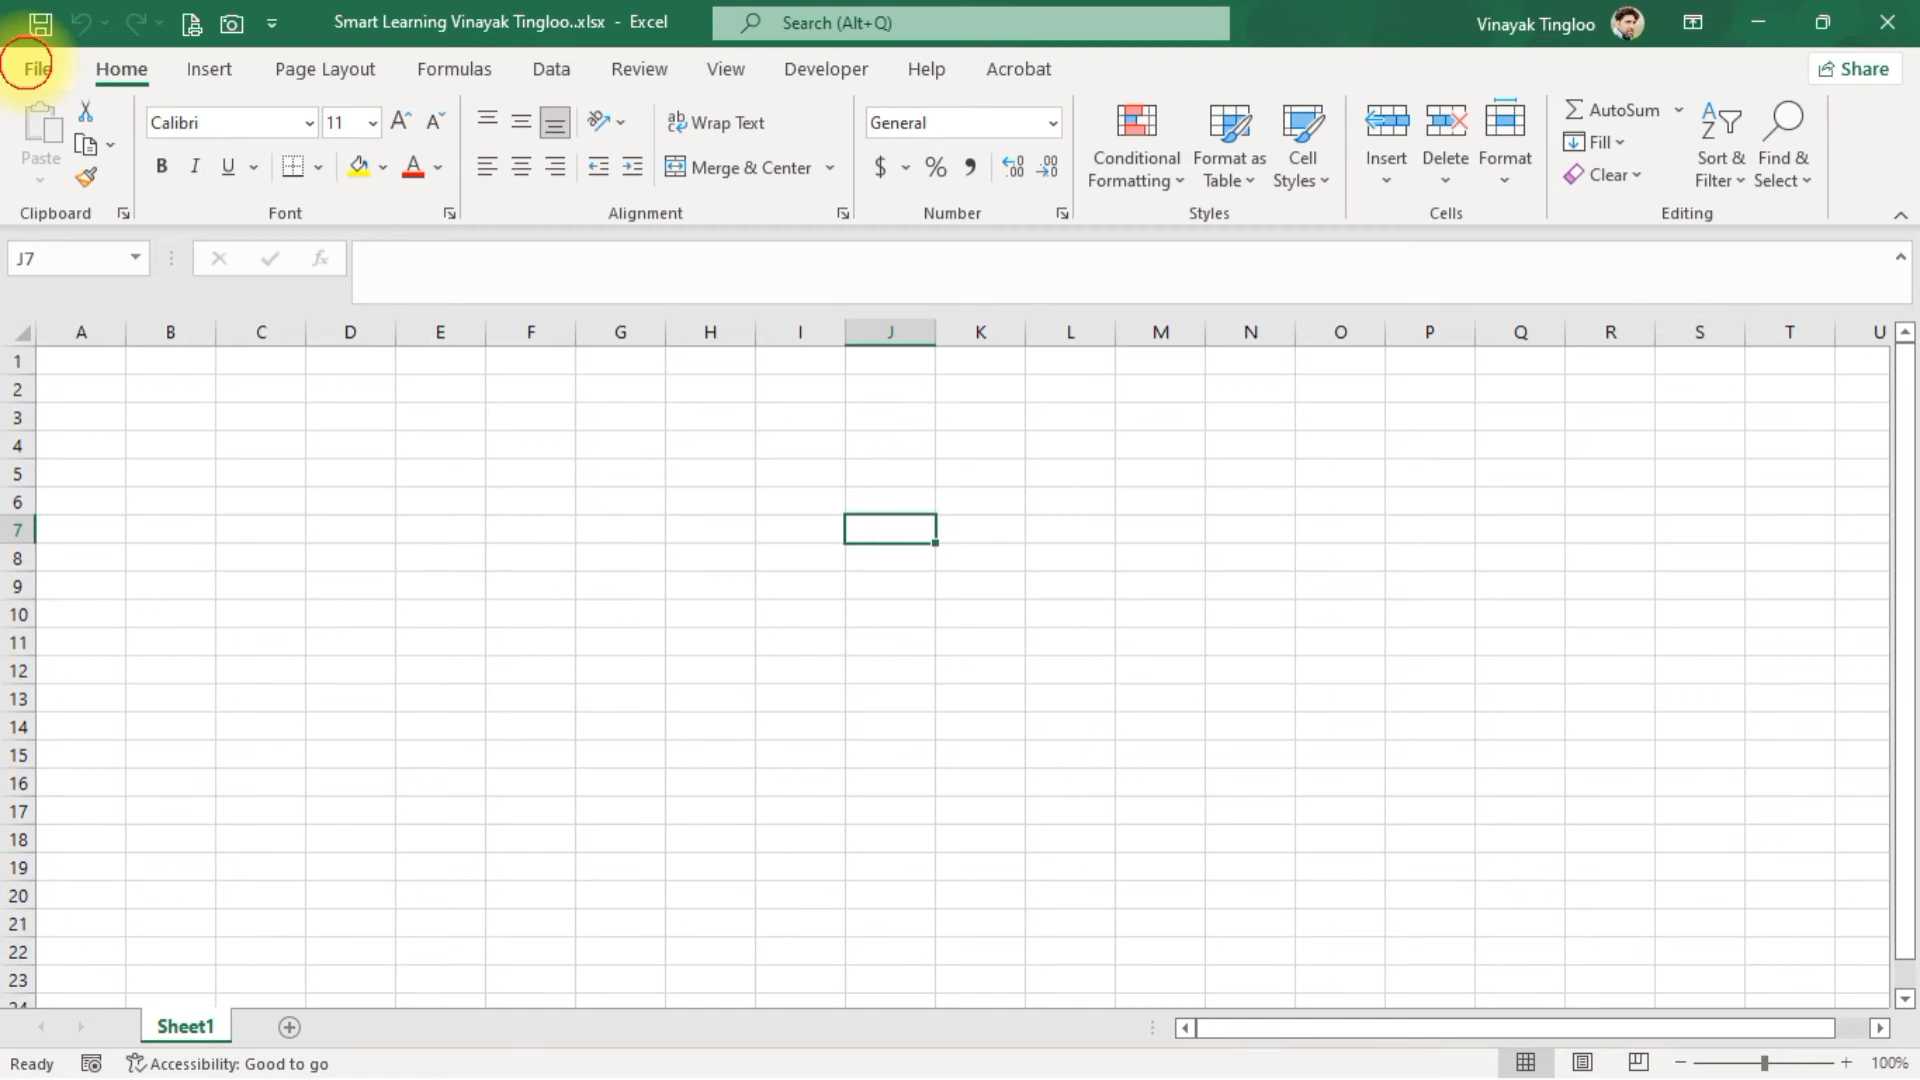 Smart Learning Vinayak Tingloo..xlsx - Excel
Search (Alt+Q)
Vinayak Tingloo
File Home Insert Page Layout Formulas Data Review View Developer Help Acrobat
Share
Paste
Clipboard
Calibri
11
B I U
Font
Wrap Text
Merge & Center
Alignment
General
$ % ,
Number
Conditional
Formatting
Format as
Table
Cell
Styles
Styles
Insert
Delete
Format
Cells
AutoSum
Fill
Clear
Sort &
Filter
Find &
Select
Editing
J7
fx
A B C D E F G H I J K L M N O P Q R S T U
1
2
3
4
5
6
7
8
9
10
11
12
13
14
15
16
17
18
19
20
21
22
23
24
Sheet1
Ready
Accessibility: Good to go
100%